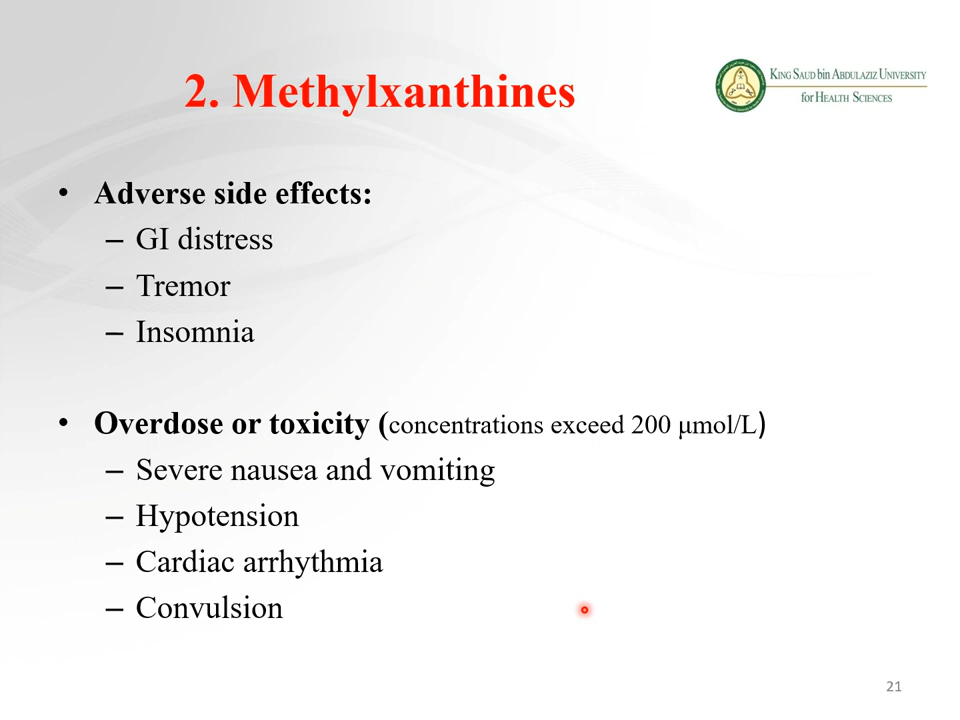 2. Methylxanthines
KING SAUD bin ABDULAZIZ UNIVERSITY
for HEALTH SCIENCES
• Adverse side effects:
– GI distress
– Tremor
– Insomnia
• Overdose or toxicity (concentrations exceed 200 μmol/L)
– Severe nausea and vomiting
– Hypotension
– Cardiac arrhythmia
– Convulsion
21